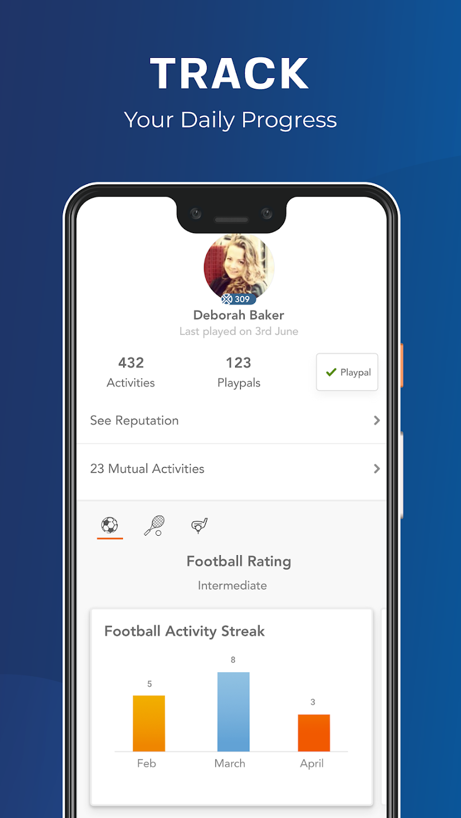 TRACK
Your Daily Progress
309
Deborah Baker
Last played on 3rd June
432
123
Activities
Playpals
Playpal
See Reputation
23 Mutual Activities
Football Rating
Intermediate
Football Activity Streak
5
8
3
Feb
March
April